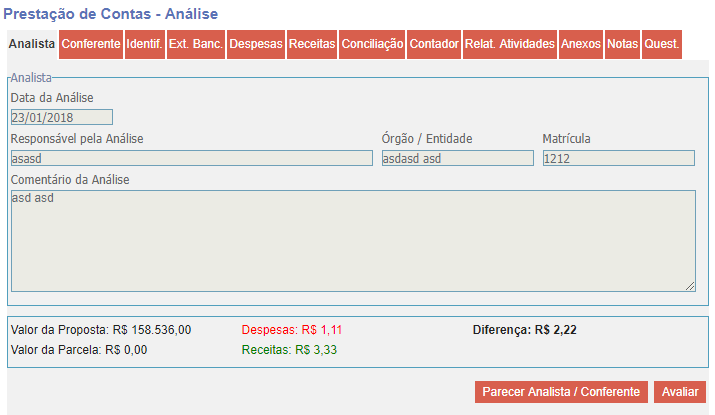 Prestação de Contas - Análise
Analista Conferente Identif. Ext. Banc. Despesas Receitas Conciliação Contador Relat. Atividades Anexos Notas Quest.
Analista
Data da Análise
23/01/2018
Responsável pela Análise Órgão / Entidade Matrícula
asasd asdasd asd 1212
Comentário da Análise
asd asd
Valor da Proposta: R$ 158.536,00 Despesas: R$ 1,11 Diferença: R$ 2,22
Valor da Parcela: R$ 0,00 Receitas: R$ 3,33
Parecer Analista / Conferente Avaliar